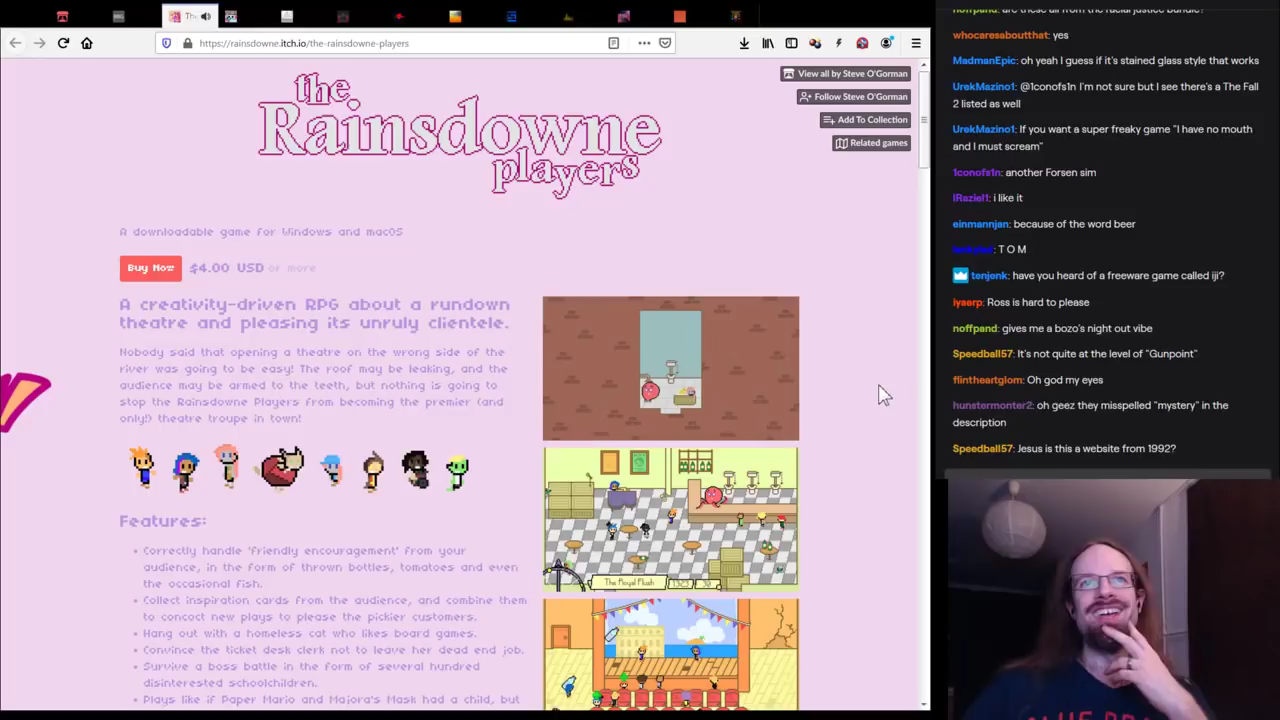 https://rainsdowne.itch.io/the-rainsdowne-players
View all by Steve O'Gorman
Follow Steve O'Gorman
Add To Collection
Related games
the
Rainsdowne
players
A downloadable game for Windows and macOS
Buy Now $4.00 USD or more
A creativity-driven RPG about a rundown
theatre and pleasing its unruly clientele.
Nobody said that opening a theatre on the wrong side of the
river was going to be easy! The roof may be leaking, and the
audience may be armed to the teeth, but nothing is going to
stop the Rainsdowne Players from becoming the premier (and
only!) theatre troupe in town!
Features:
• Correctly handle 'friendly encouragement' from your
audience, in the form of thrown bottles, tomatoes and even
the occasional fish.
• Collect inspiration cards from the audience, and combine them
to concoct new plays to please the pickier customers.
• Hang out with a homeless cat who likes board games.
• Convince the ticket desk clerk not to leave her dead end job.
• Survive a boss battle in the form of several hundred
disinterested schoolchildren.
• Plays like if Paper Mario and Majora's Mask had a child, but
The Royal Flush
noffpand: are these all from the racial justice bundle?
whocaresaboutthat: yes
MadmanEpic: oh yeah I guess if it's stained glass style that works
UrekMazino1: @1conofs1n I'm not sure but I see there's a The Fall
2 listed as well
UrekMazino1: If you want a super freaky game "I have no mouth
and I must scream"
1conofs1n: another Forsen sim
IRaziel1: i like it
einmannjan: because of the word beer
T O M
tenjenk: have you heard of a freeware game called iji?
iyaerp: Ross is hard to please
noffpand: gives me a bozo's night out vibe
Speedball57: It's not quite at the level of "Gunpoint"
flintheartglom: Oh god my eyes
hunstermonter2: oh geez they misspelled "mystery" in the
description
Speedball57: Jesus is this a website from 1992?